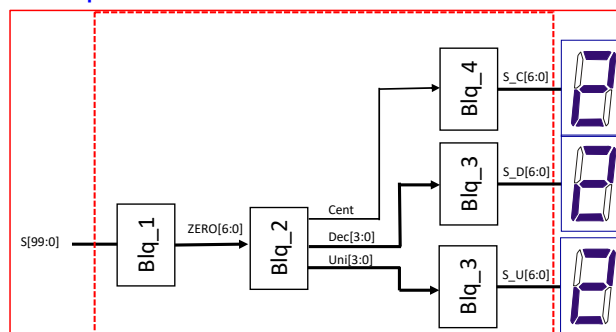 Blq_4
S_C[6:0]
Blq_3
S_D[6:0]
Cent
ZERO[6:0]
Dec[3:0]
S[99:0]
Blq_1
Blq_2
Uni[3:0]
Blq_3
S_U[6:0]